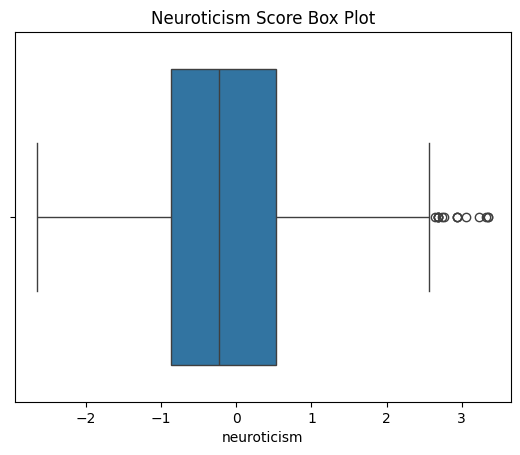 Neuroticism Score Box Plot
−2 −1 0 1 2 3
neuroticism